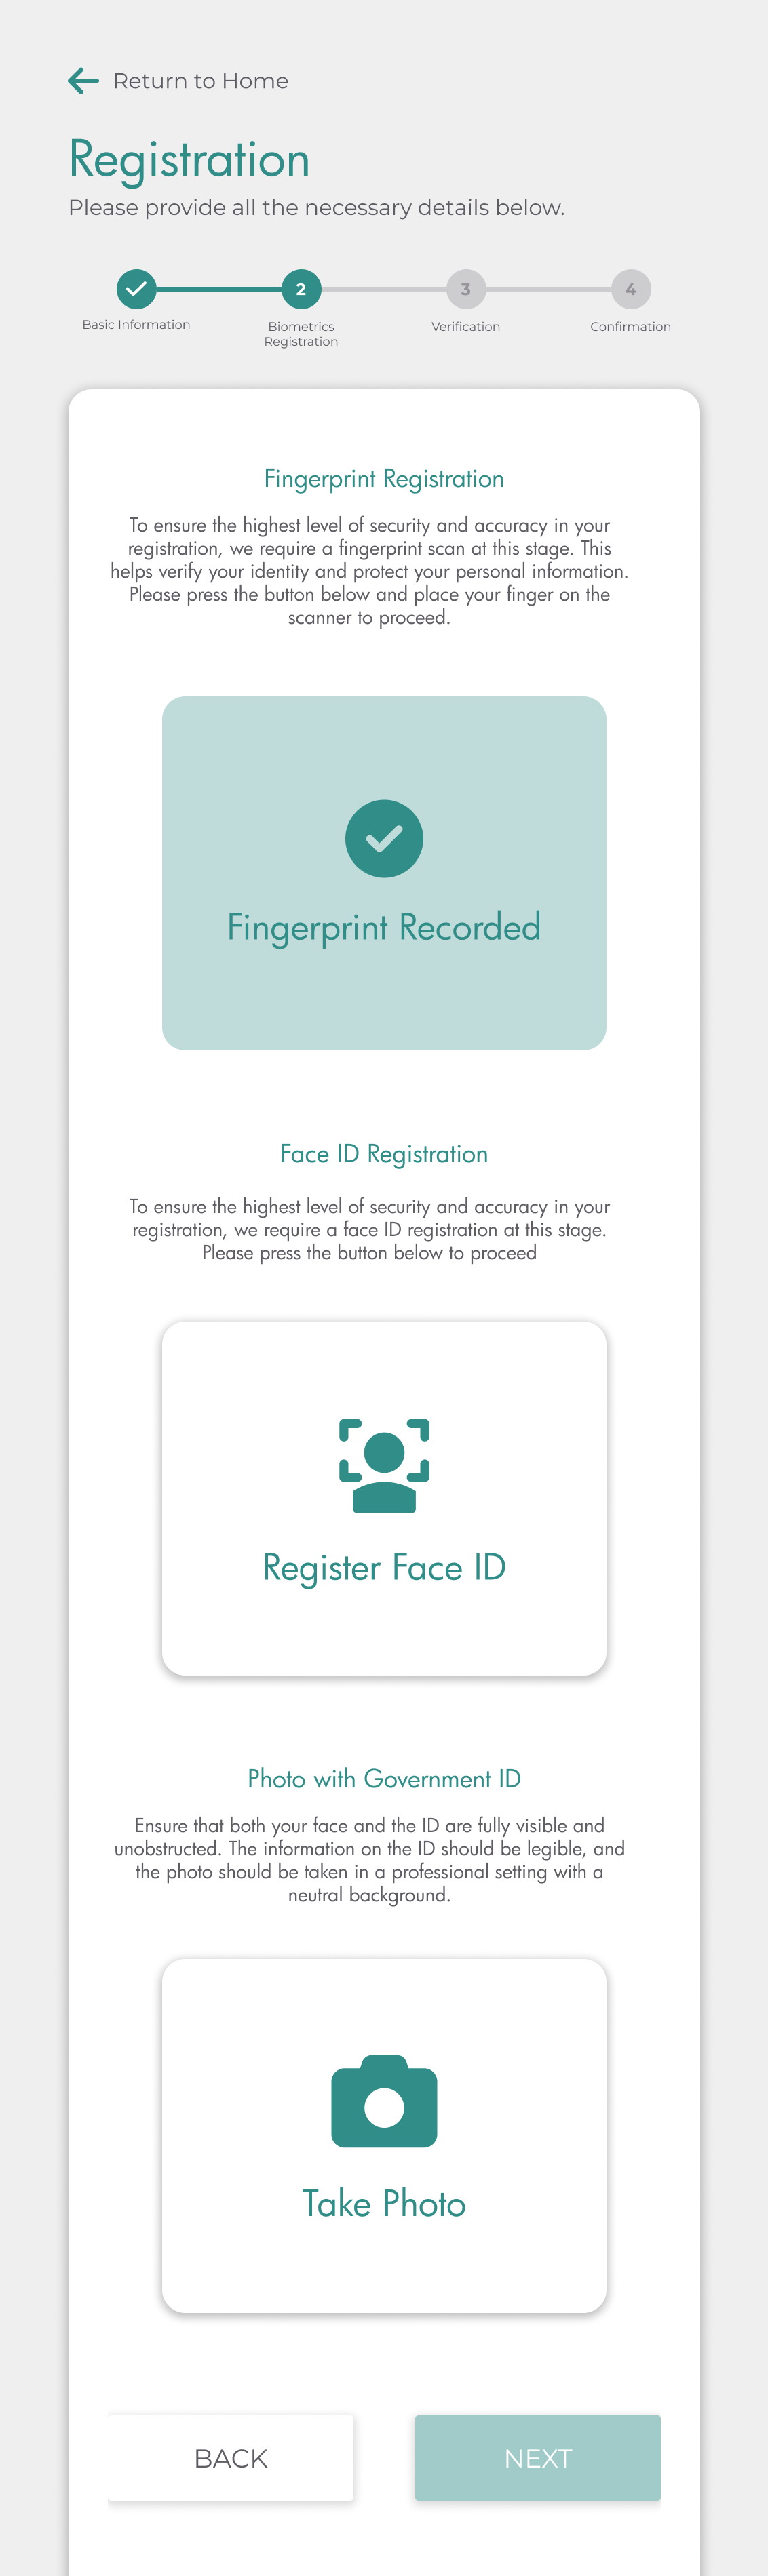 Return to Home
Registration
Please provide all the necessary details below.
2
3
4
Basic Information
Biometrics
Registration
Verification
Confirmation
Fingerprint Registration
To ensure the highest level of security and accuracy in your
registration, we require a fingerprint scan at this stage. This
helps verify your identity and protect your personal information.
Please press the button below and place your finger on the
scanner to proceed.
Fingerprint Recorded
Face ID Registration
To ensure the highest level of security and accuracy in your
registration, we require a face ID registration at this stage.
Please press the button below to proceed
Register Face ID
Photo with Government ID
Ensure that both your face and the ID are fully visible and
unobstructed. The information on the ID should be legible, and
the photo should be taken in a professional setting with a
neutral background.
Take Photo
BACK
NEXT